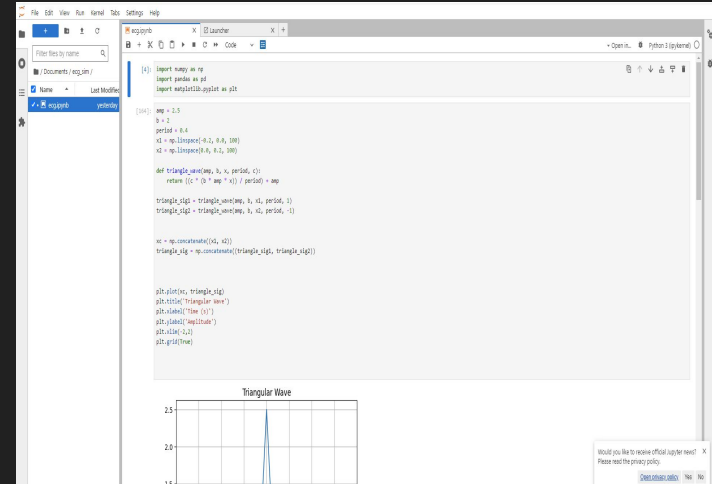 File Edit View Run Kernel Tabs Settings Help
ecg.ipynb X Launcher X +
+ Code Open in... Python 3 (ipykernel)
Filter files by name
/ Documents / ecg_sim /
Name Last Modified
ecg.ipynb yesterday
[4]: import numpy as np
import pandas as pd
import matplotlib.pyplot as plt
amp = 2.5
b = 2
period = 0.4
x1 = np.linspace(-0.2, 0.0, 100)
x2 = np.linspace(0.0, 0.2, 100)
def triangle_wave(amp, b, x, period, c):
return ((c * (b * amp * x)) / period) + amp
triangle_sig1 = triangle_wave(amp, b, x1, period, 1)
triangle_sig2 = triangle_wave(amp, b, x2, period, -1)
xc = np.concatenate((x1, x2))
triangle_sig = np.concatenate((triangle_sig1, triangle_sig2))
plt.plot(xc, triangle_sig)
plt.title('Triangular Wave')
plt.xlabel('Time (s)')
plt.ylabel('Amplitude')
plt.xlim(-2,2)
plt.grid(True)
Triangular Wave
2.5
2.0
1.5
Would you like to receive official Jupyter news? X
Please read the privacy policy.
Open privacy policy Yes No